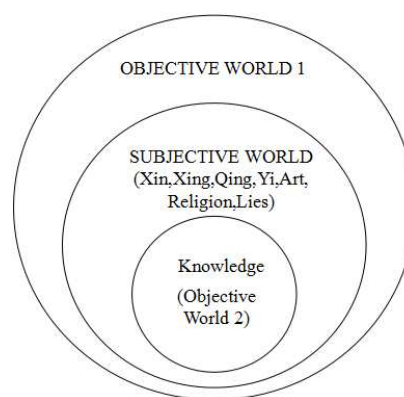 OBJECTIVE WORLD 1
SUBJECTIVE WORLD
(Xin,Xing,Qing,Yi,Art,
Religion,Lies)
Knowledge
(Objective
World 2)